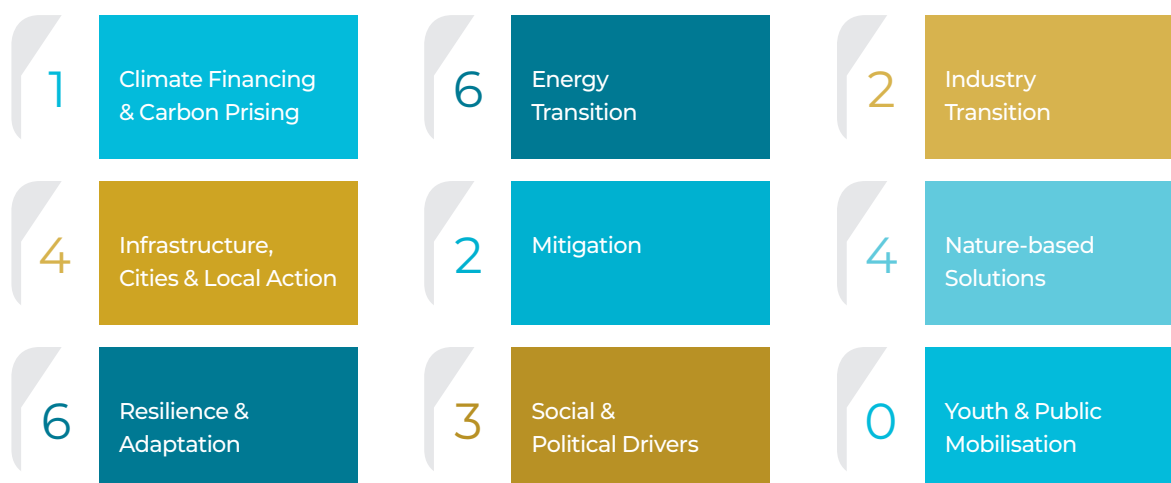 1
Climate Financing
& Carbon Prising
6
Energy
Transition
2
Industry
Transition
4
Infrastructure,
Cities & Local Action
2
Mitigation
4
Nature-based
Solutions
6
Resilience &
Adaptation
3
Social &
Political Drivers
0
Youth & Public
Mobilisation